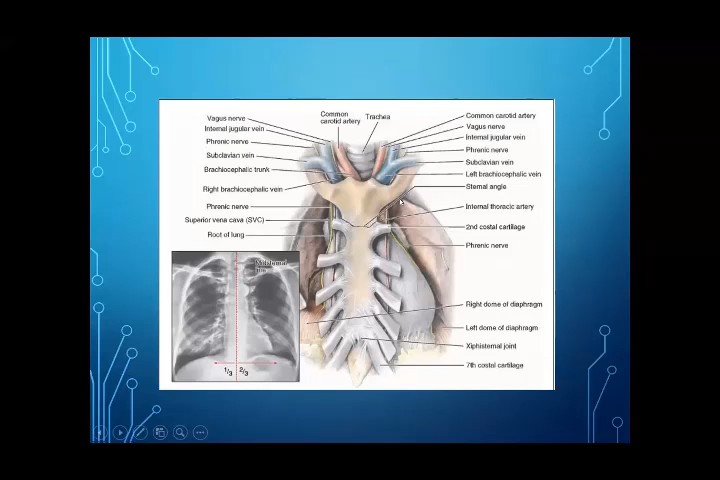 Vagus nerve
Internal jugular vein
Phrenic nerve
Subclavian vein
Brachiocephalic trunk
Right brachiocephalic vein
Phrenic nerve
Superior vena cava (SVC)
Root of lung
Common
carotid artery
Trachea
Common carotid artery
Vagus nerve
Internal jugular vein
Phrenic nerve
Subclavian vein
Left brachiocephalic vein
Sternal angle
Internal thoracic artery
2nd costal cartilage
Phrenic nerve
Right dome of diaphragm
Left dome of diaphragm
Xiphisternal joint
7th costal cartilage
1/3
2/3